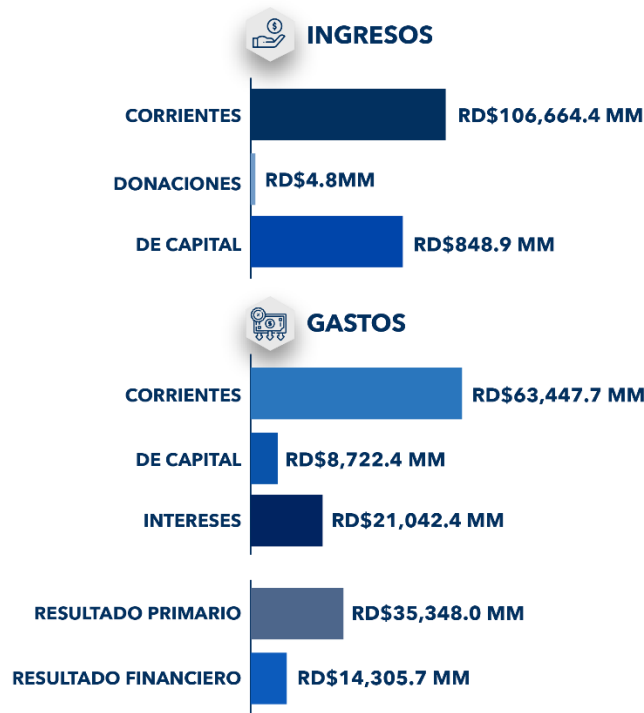 INGRESOS
CORRIENTES RD$106,664.4 MM
DONACIONES RD$4.8MM
DE CAPITAL RD$848.9 MM
GASTOS
CORRIENTES RD$63,447.7 MM
DE CAPITAL RD$8,722.4 MM
INTERESES RD$21,042.4 MM
RESULTADO PRIMARIO RD$35,348.0 MM
RESULTADO FINANCIERO RD$14,305.7 MM